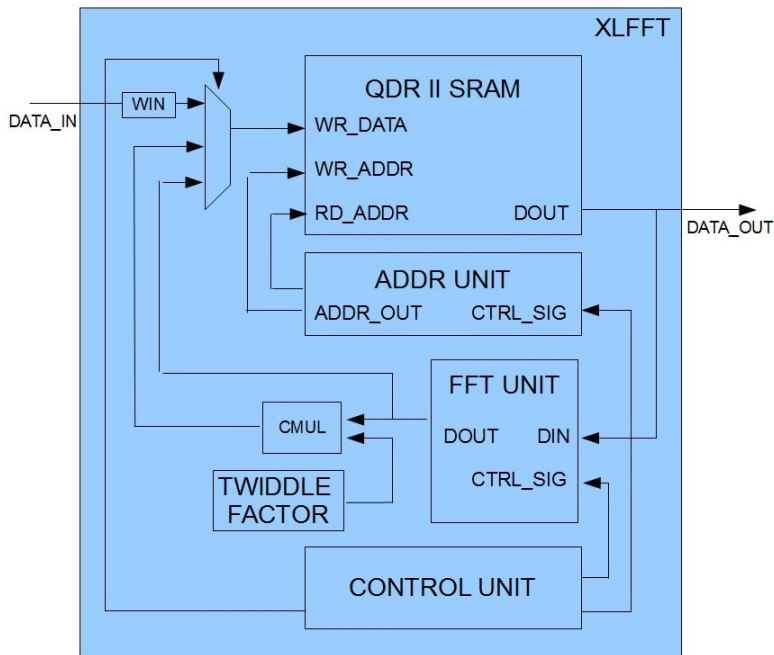 XLFFT
QDR II SRAM
WIN
DATA_IN
WR_DATA
WR_ADDR
RD_ADDR
DOUT
DATA_OUT
ADDR UNIT
ADDR_OUT
CTRL_SIG
FFT UNIT
DOUT
DIN
CTRL_SIG
CMUL
TWIDDLE
FACTOR
CONTROL UNIT